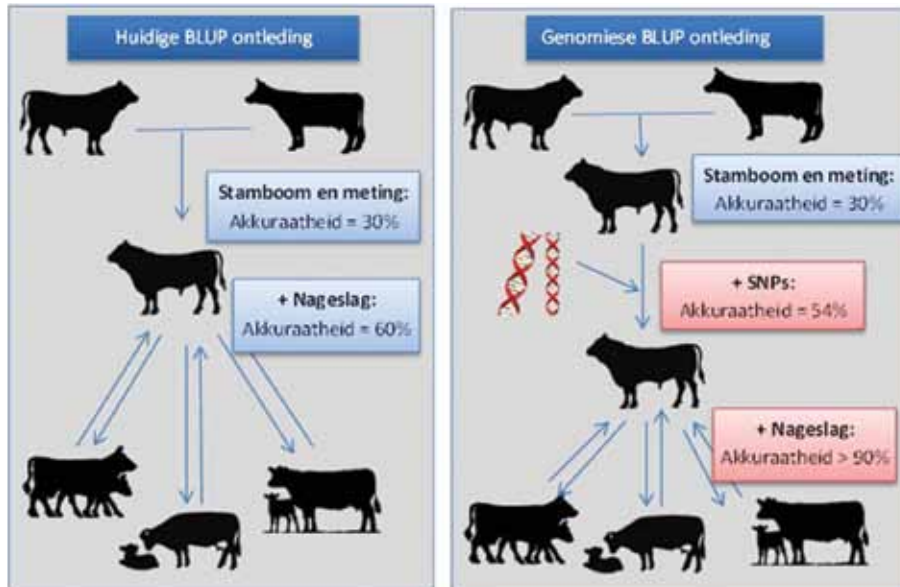 Huidige BLUP ontleding
Stamboom en meting:
Akkuraatheid = 30%
+ Nageslag:
Akkuraatheid = 60%
Genomiese BLUP ontleding
Stamboom en meting:
Akkuraatheid = 30%
+ SNPs:
Akkuraatheid = 54%
+ Nageslag:
Akkuraatheid > 90%